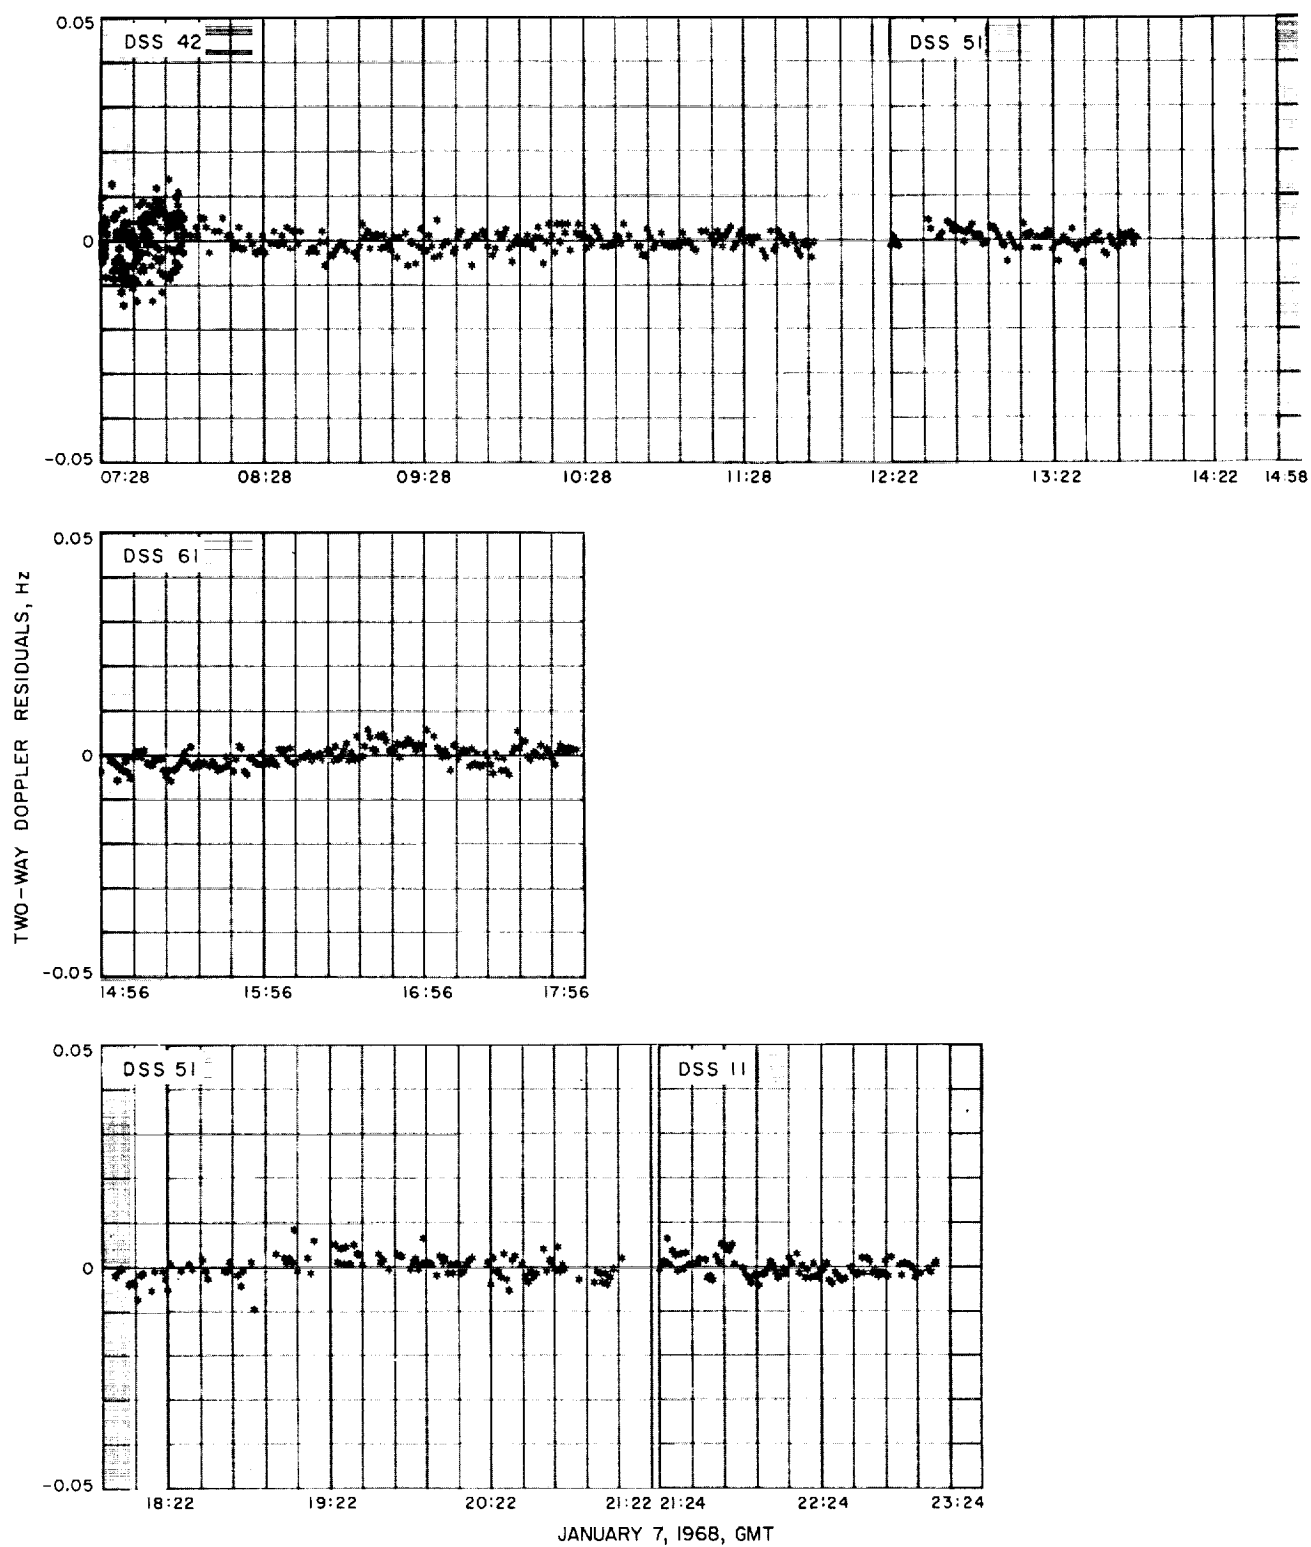 0.05
DSS 42
DSS 51
0
-0.05
07:28 08:28 09:28 10:28 11:28 12:22 13:22 14:22 14:58
TWO-WAY DOPPLER RESIDUALS, Hz
0.05
DSS 61
0
-0.05
14:56 15:56 16:56 17:56
0.05
DSS 51
DSS 11
0
-0.05
18:22 19:22 20:22 21:22 21:24 22:24 23:24
JANUARY 7, 1968, GMT